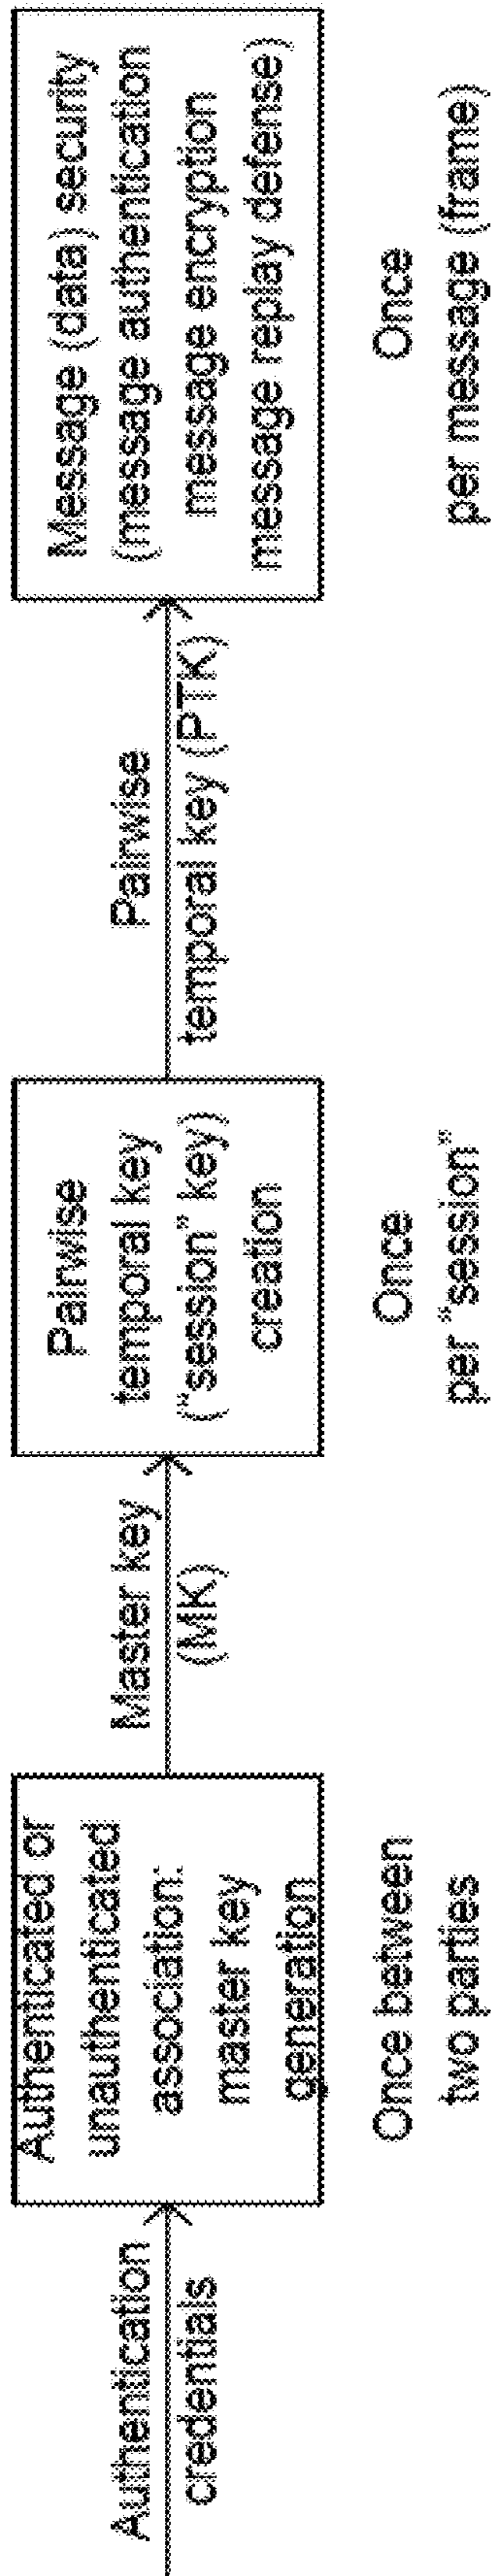 Authentication
credentials
Authenticated or
unauthenticated
association:
master key
generation
Once between
two parties
Master key
(MK)
Pairwise
temporal key
("session" key)
creation
Once
per "session"
Pairwise
temporal key (PTK)
Message (data) security
(message authentication
message encryption
message replay defense)
Once
per message (frame)